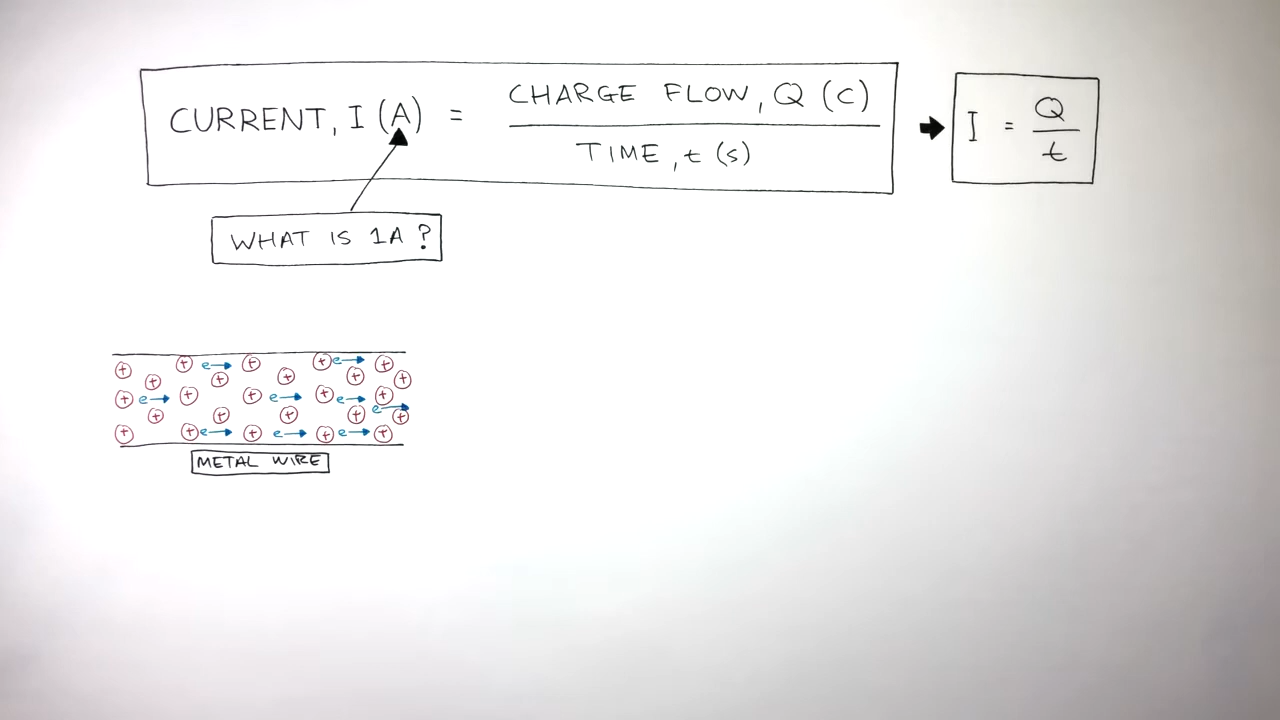 CURRENT, I (A) = CHARGE FLOW, Q (C)
TIME, t (s)
I = Q
t
WHAT IS 1A ?
+ + e + + e +
+ + + +
+ e + + e + e +
+ + + + e +
+ + e + e + e +
METAL WIRE